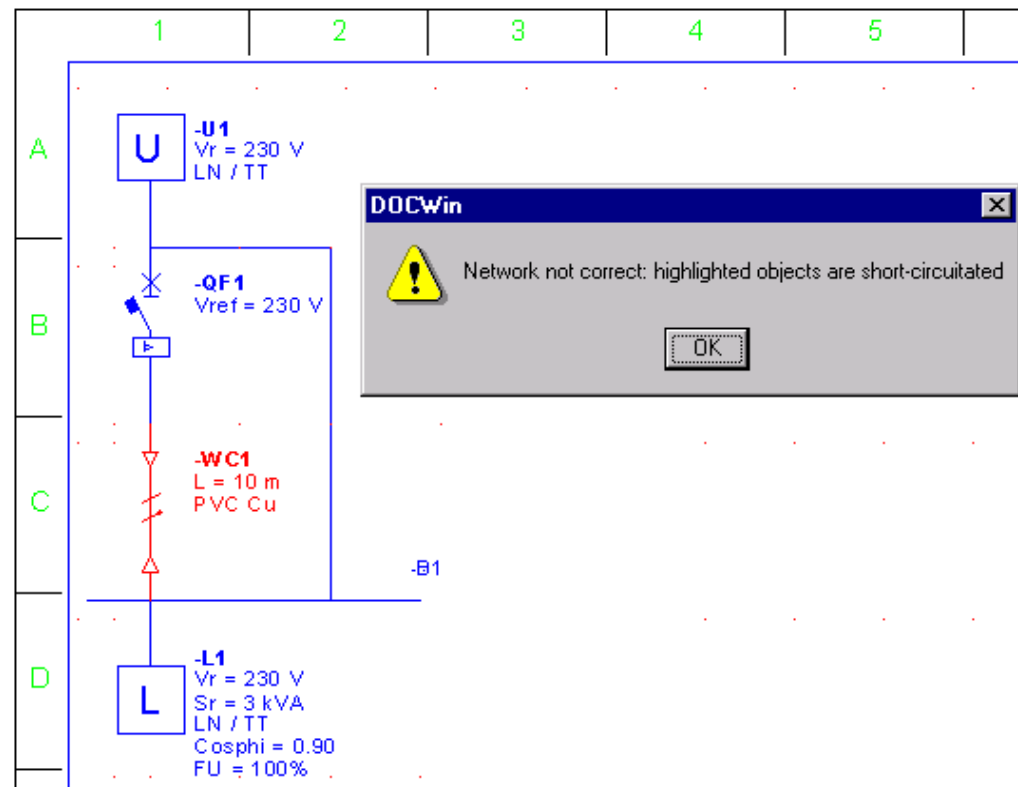 1 2 3 4 5
A
U
-U1
Vr = 230 V
LN / TT
DOCWin
Network not correct: highlighted objects are short-circuitated
OK
B
-QF1
Vref = 230 V
C
-WC1
L = 10 m
PVC Cu
-B1
D
L
-L1
Vr = 230 V
Sr = 3 kVA
LN / TT
Cosphi = 0.90
FU = 100%